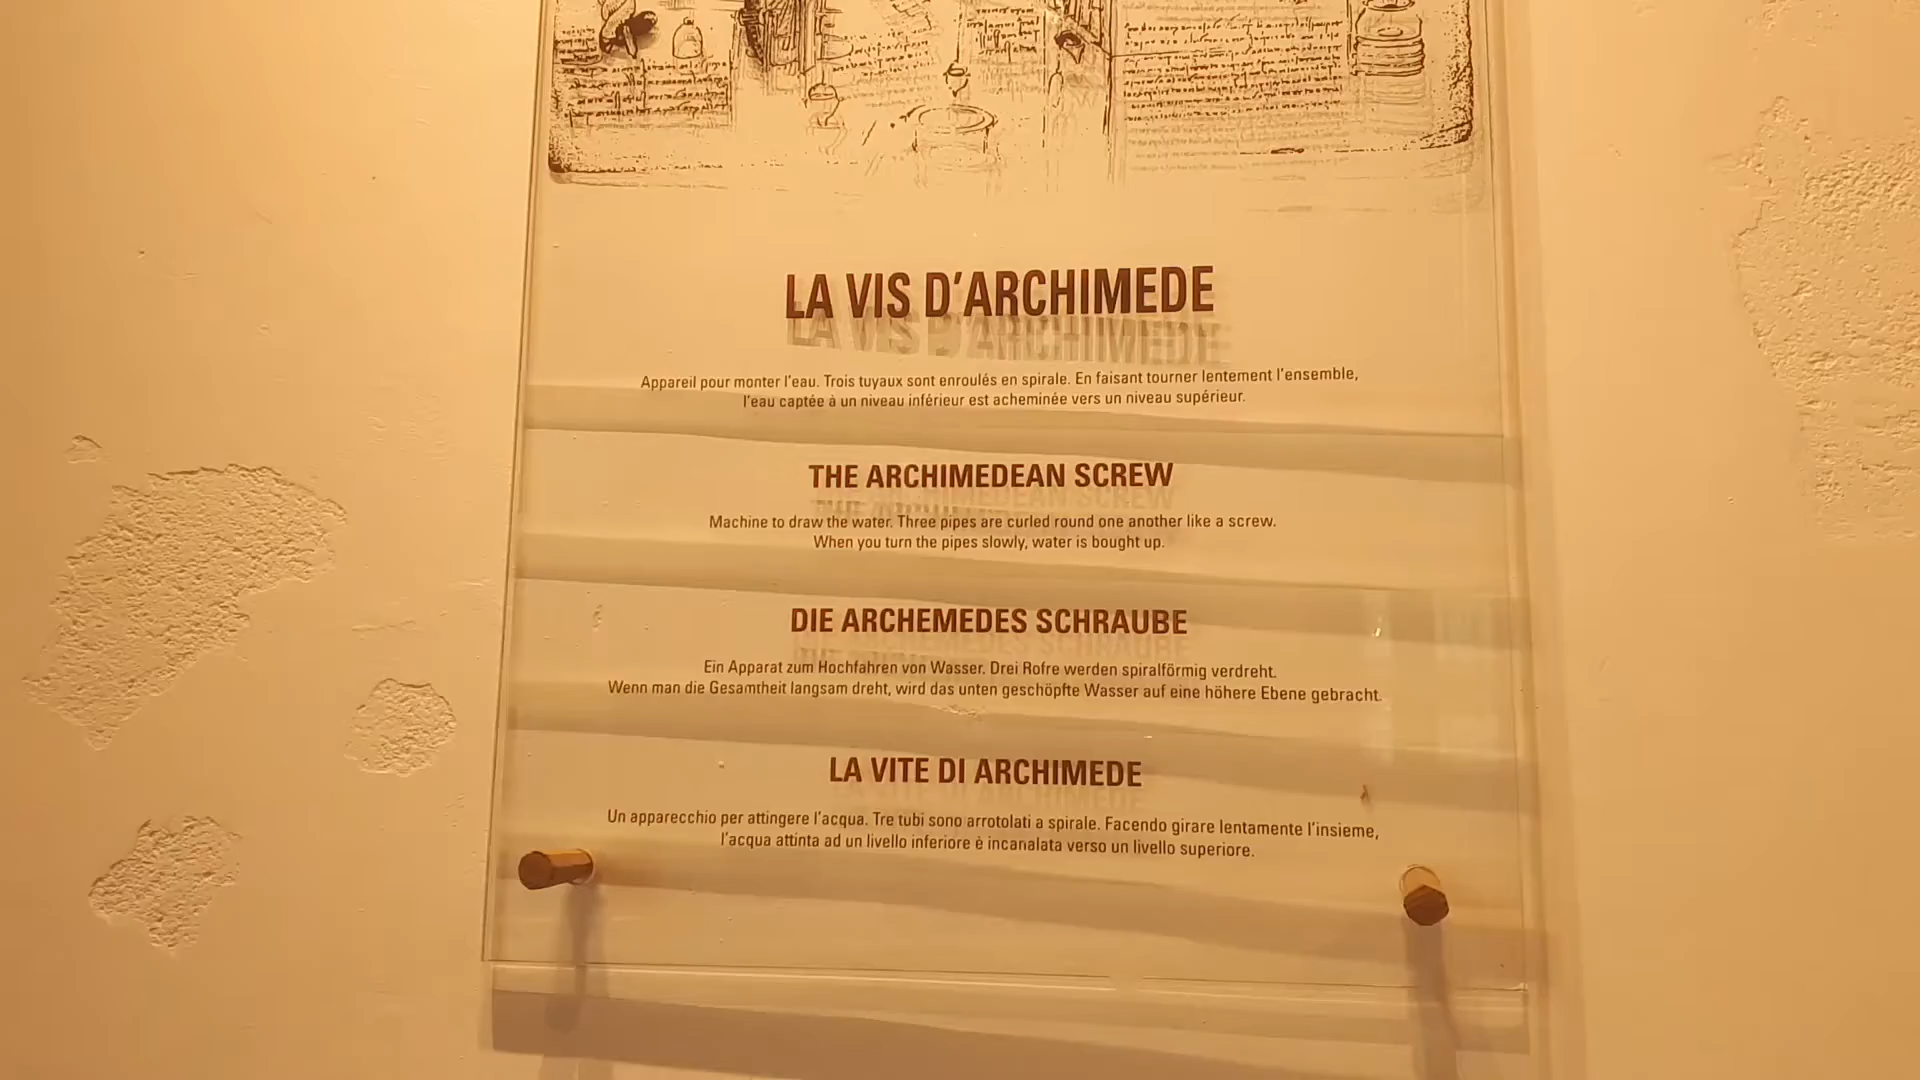 LA VIS D'ARCHIMEDE
Appareil pour monter l'eau. Trois tuyaux sont enroulés en spirale. En faisant tourner lentement l'ensemble,
l'eau captée à un niveau inférieur est acheminée vers un niveau supérieur.
THE ARCHIMEDEAN SCREW
Machine to draw the water. Three pipes are curled round one another like a screw.
When you turn the pipes slowly, water is bought up.
DIE ARCHEMEDES SCHRAUBE
Ein Apparat zum Hochfahren von Wasser. Drei Rofre werden spiralförmig verdreht.
Wenn man die Gesamtheit langsam dreht, wird das unten geschöpfte Wasser auf eine höhere Ebene gebracht.
LA VITE DI ARCHIMEDE
Un apparecchio per attingere l'acqua. Tre tubi sono arrotolati a spirale. Facendo girare lentamente l'insieme,
l'acqua attinta ad un livello inferiore è incanalata verso un livello superiore.